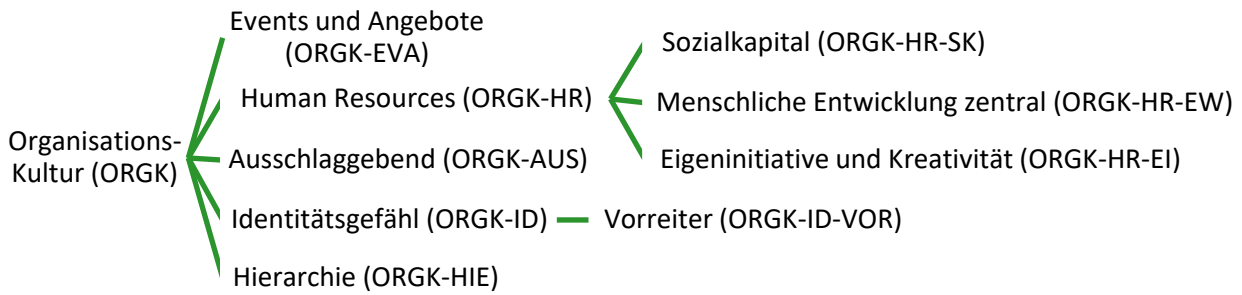 Events und Angebote
(ORGK-EVA)
Sozialkapital (ORGK-HR-SK)
Human Resources (ORGK-HR)
Menschliche Entwicklung zentral (ORGK-HR-EW)
Organisations-
Kultur (ORGK)
Ausschlaggebend (ORGK-AUS)
Eigeninitiative und Kreativität (ORGK-HR-EI)
Identitätsgefähl (ORGK-ID)
Vorreiter (ORGK-ID-VOR)
Hierarchie (ORGK-HIE)